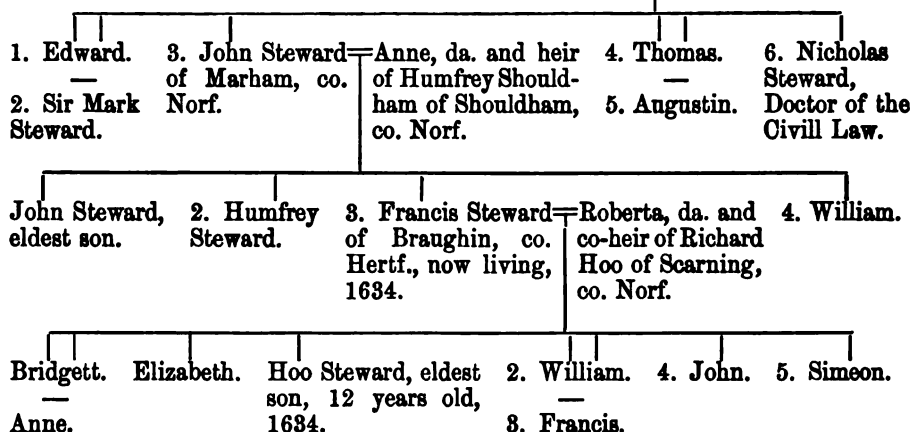 1. Edward.
—
2. Sir Mark
Steward.
3. John Steward
of Marham, co.
Norf.
Anne, da. and heir
of Humfrey Should-
ham of Shouldham,
co. Norf.
4. Thomas.
—
5. Augustin.
6. Nicholas
Steward,
Doctor of the
Civill Law.
John Steward,
eldest son.
2. Humfrey
Steward.
3. Francis Steward
of Braughin, co.
Hertf., now living,
1634.
Roberta, da. and
co-heir of Richard
Hoo of Scarning,
co. Norf.
4. William.
Bridgett.
—
Anne.
Elizabeth.
Hoo Steward, eldest
son, 12 years old,
1634.
2. William.
—
3. Francis.
4. John.
5. Simeon.